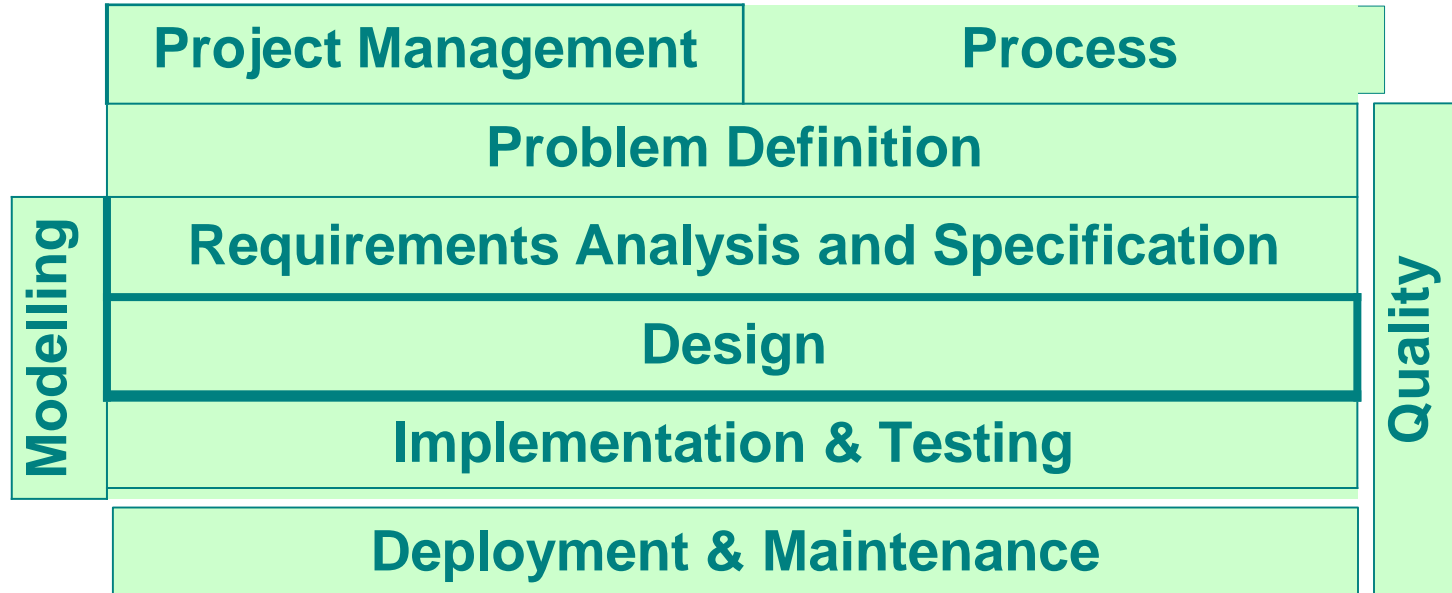 Project Management
Process
Problem Definition
Modelling
Requirements Analysis and Specification
Design
Implementation & Testing
Quality
Deployment & Maintenance